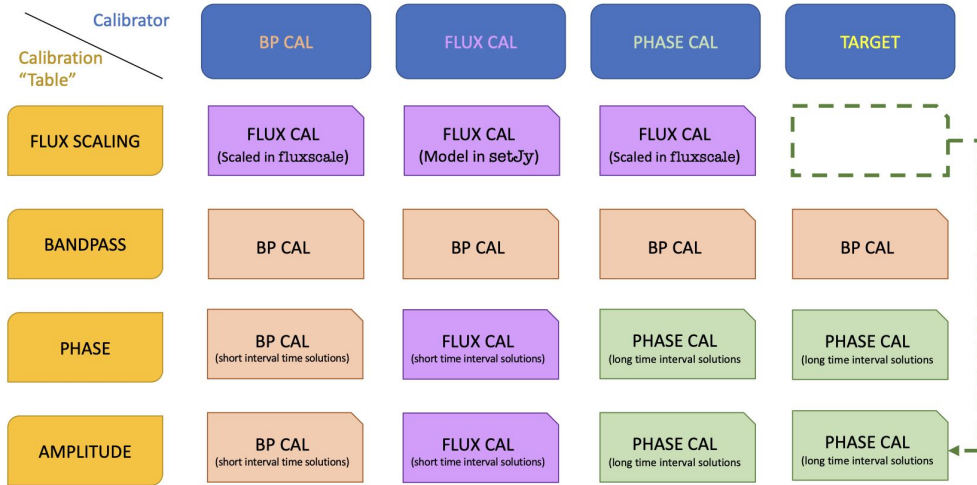 Calibrator
Calibration
“Table”
BP CAL
FLUX CAL
PHASE CAL
TARGET
FLUX SCALING
FLUX CAL
(Scaled in fluxscale)
FLUX CAL
(Model in setJy)
FLUX CAL
(Scaled in fluxscale)
BANDPASS
BP CAL
BP CAL
BP CAL
BP CAL
PHASE
BP CAL
(short interval time solutions)
FLUX CAL
(short time interval solutions)
PHASE CAL
(long time interval solutions
PHASE CAL
(long time interval solutions
AMPLITUDE
BP CAL
(short interval time solutions)
FLUX CAL
(short time interval solutions)
PHASE CAL
(long time interval solutions
PHASE CAL
(long time interval solutions